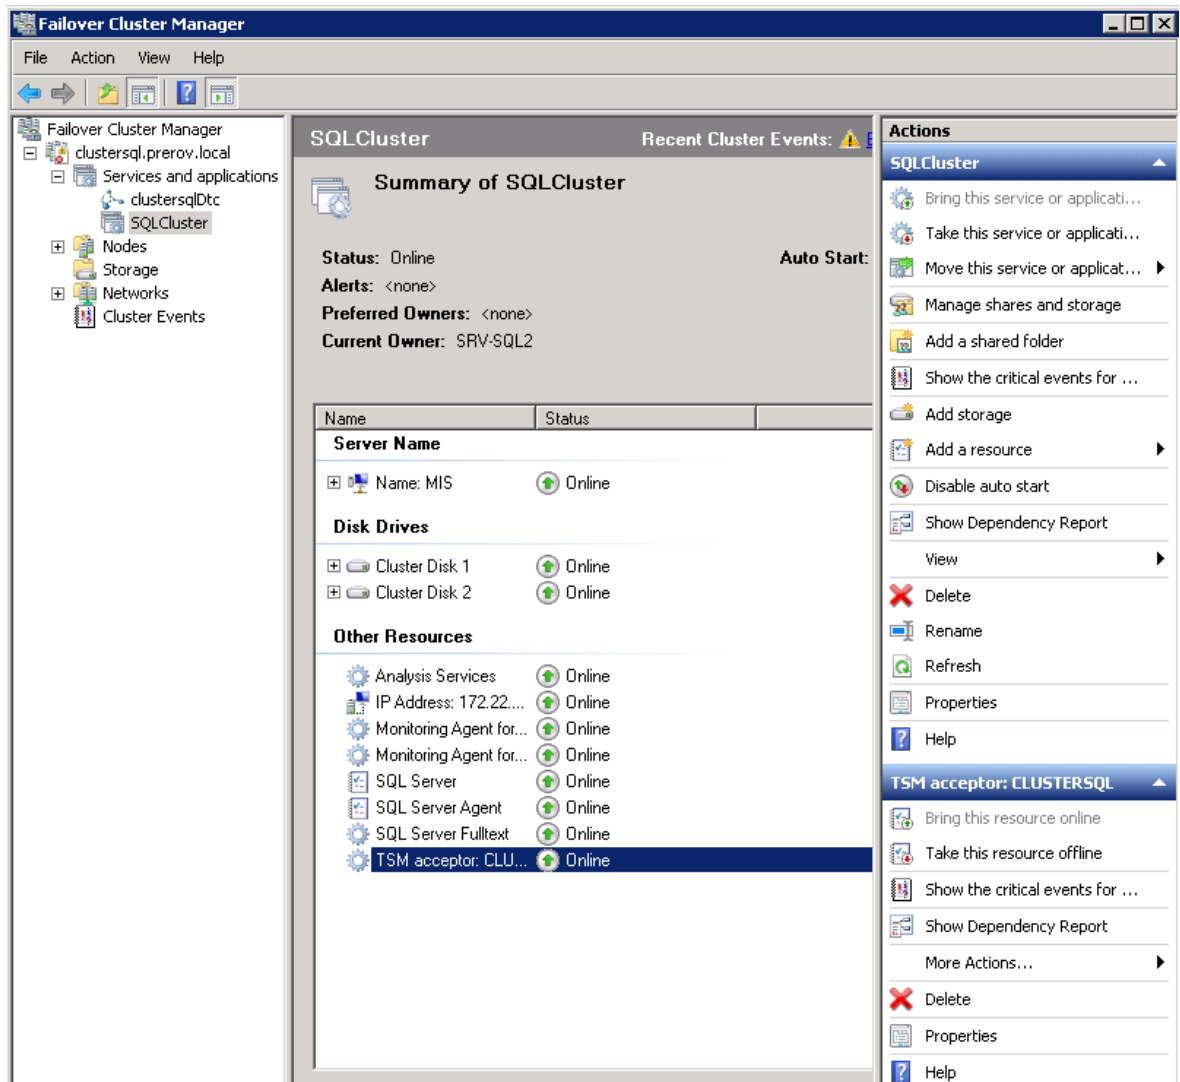 Failover Cluster Manager
File Action View Help
Failover Cluster Manager
clustersql.prerov.local
Services and applications
clustersqlDtc
SQLCluster
Nodes
Storage
Networks
Cluster Events
SQLCluster
Recent Cluster Events:
Summary of SQLCluster
Status: Online
Auto Start:
Alerts: <none>
Preferred Owners: <none>
Current Owner: SRV-SQL2
Name Status
Server Name
Name: MIS Online
Disk Drives
Cluster Disk 1 Online
Cluster Disk 2 Online
Other Resources
Analysis Services Online
IP Address: 172.22.... Online
Monitoring Agent for... Online
Monitoring Agent for... Online
SQL Server Online
SQL Server Agent Online
SQL Server Fulltext Online
TSM acceptor: CLU... Online
Actions
SQLCluster
Bring this service or applicati...
Take this service or applicati...
Move this service or applicat...
Manage shares and storage
Add a shared folder
Show the critical events for ...
Add storage
Add a resource
Disable auto start
Show Dependency Report
View
Delete
Rename
Refresh
Properties
Help
TSM acceptor: CLUSTERSQL
Bring this resource online
Take this resource offline
Show the critical events for ...
Show Dependency Report
More Actions...
Delete
Properties
Help